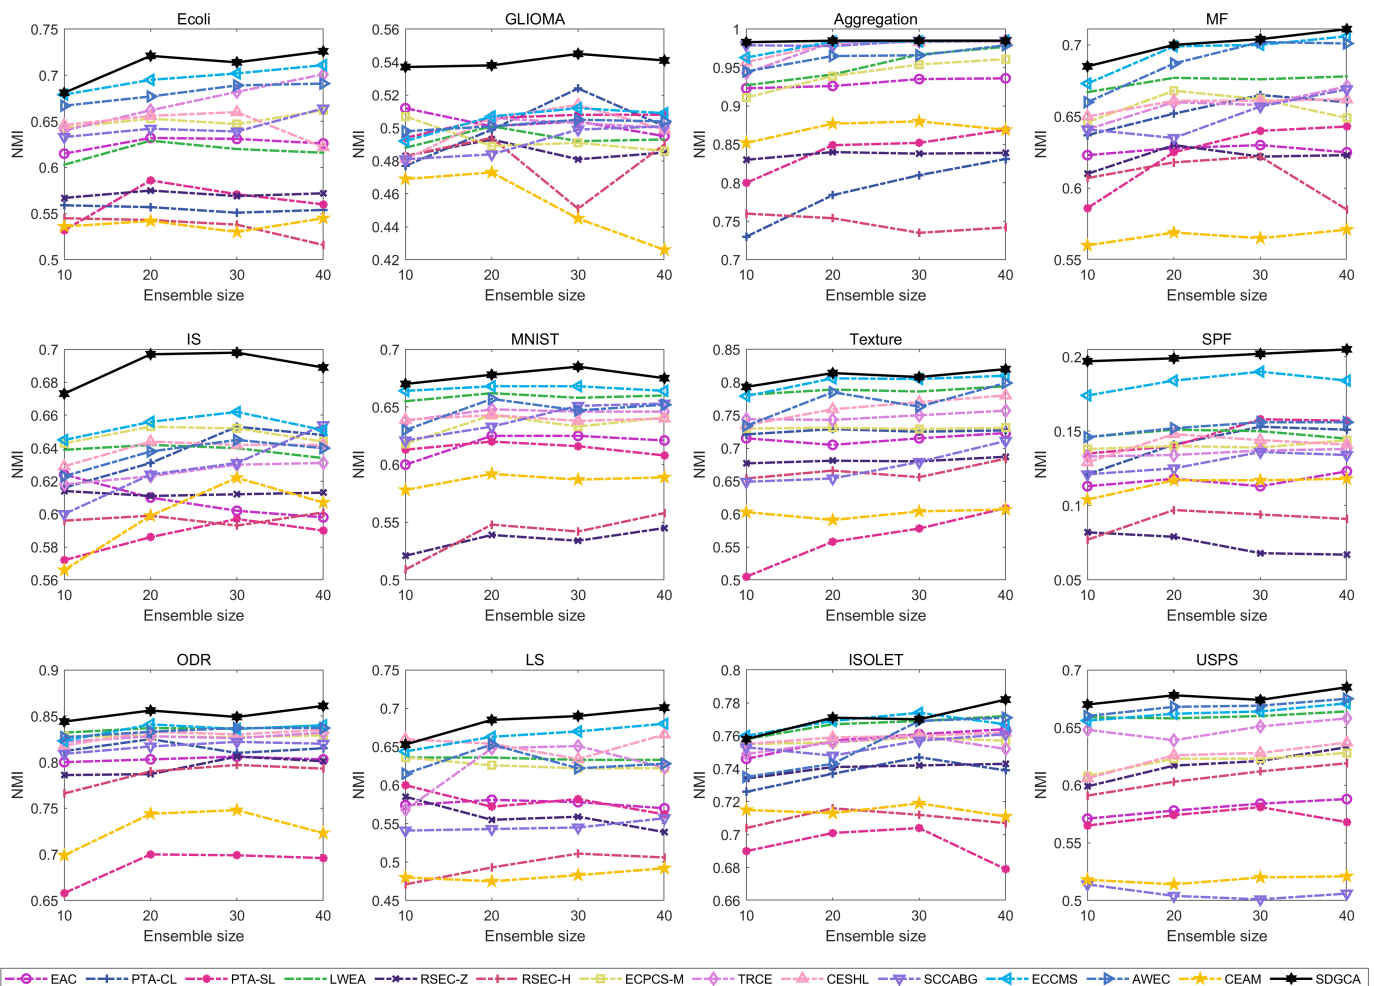 Ecoli
0.75
0.7
0.65
0.6
0.55
0.5
NMI
10 20 30 40
Ensemble size
GLIOMA
0.56
0.54
0.52
0.5
0.48
0.46
0.44
0.42
NMI
10 20 30 40
Ensemble size
Aggregation
1
0.95
0.9
0.85
0.8
0.75
0.7
NMI
10 20 30 40
Ensemble size
MF
0.7
0.65
0.6
0.55
NMI
10 20 30 40
Ensemble size
IS
0.7
0.68
0.66
0.64
0.62
0.6
0.58
0.56
NMI
10 20 30 40
Ensemble size
MNIST
0.7
0.65
0.6
0.55
0.5
NMI
10 20 30 40
Ensemble size
Texture
0.85
0.8
0.75
0.7
0.65
0.6
0.55
0.5
NMI
10 20 30 40
Ensemble size
SPF
0.2
0.15
0.1
0.05
NMI
10 20 30 40
Ensemble size
ODR
0.9
0.85
0.8
0.75
0.7
0.65
NMI
10 20 30 40
Ensemble size
LS
0.75
0.7
0.65
0.6
0.55
0.5
0.45
NMI
10 20 30 40
Ensemble size
ISOLET
0.8
0.78
0.76
0.74
0.72
0.7
0.68
0.66
NMI
10 20 30 40
Ensemble size
USPS
0.7
0.65
0.6
0.55
0.5
NMI
10 20 30 40
Ensemble size
EAC PTA-CL PTA-SL LWEA RSEC-Z RSEC-H ECPCS-M TRCE CESHL SCCABG ECCMS AWEC CEAM SDGCA